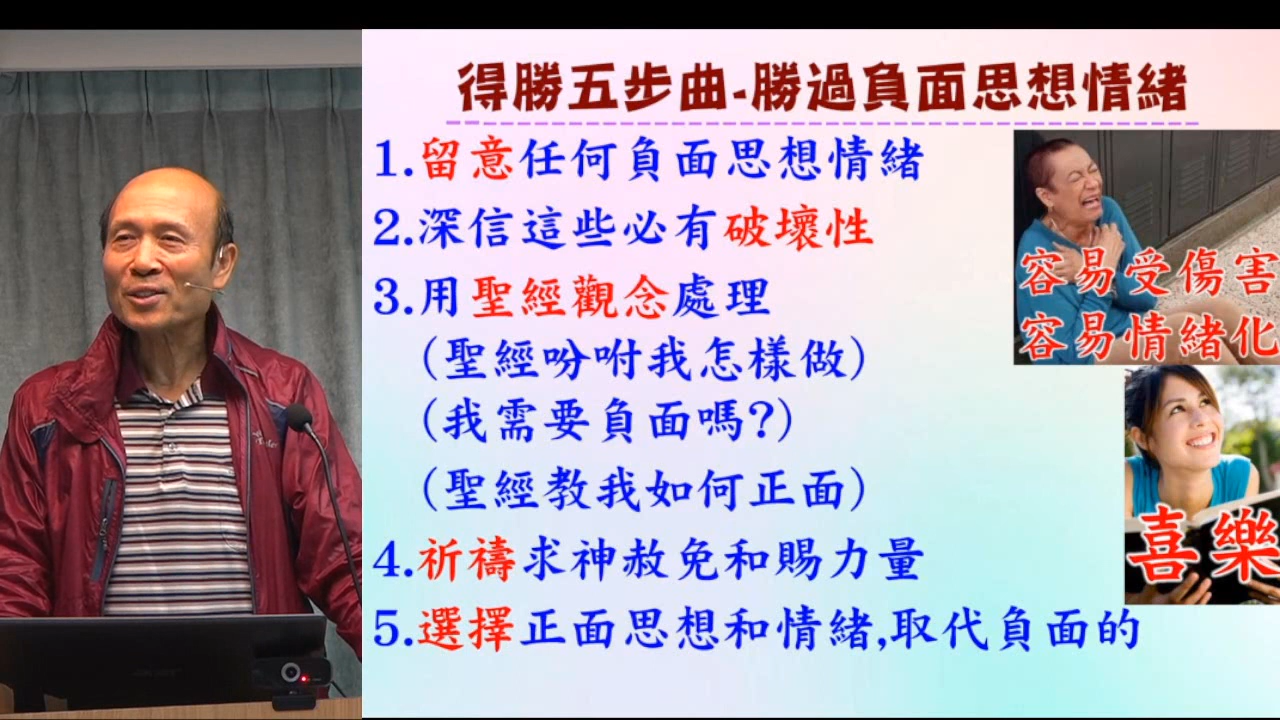 得勝五步曲-勝過負面思想情緒
1.留意任何負面思想情緒
2.深信這些必有破壞性
3.用聖經觀念處理
(聖經吩咐我怎樣做)
(我需要負面嗎?)
(聖經教我如何正面)
4.祈禱求神赦免和賜力量
5.選擇正面思想和情緒,取代負面的
容易受傷害
容易情緒化
喜樂